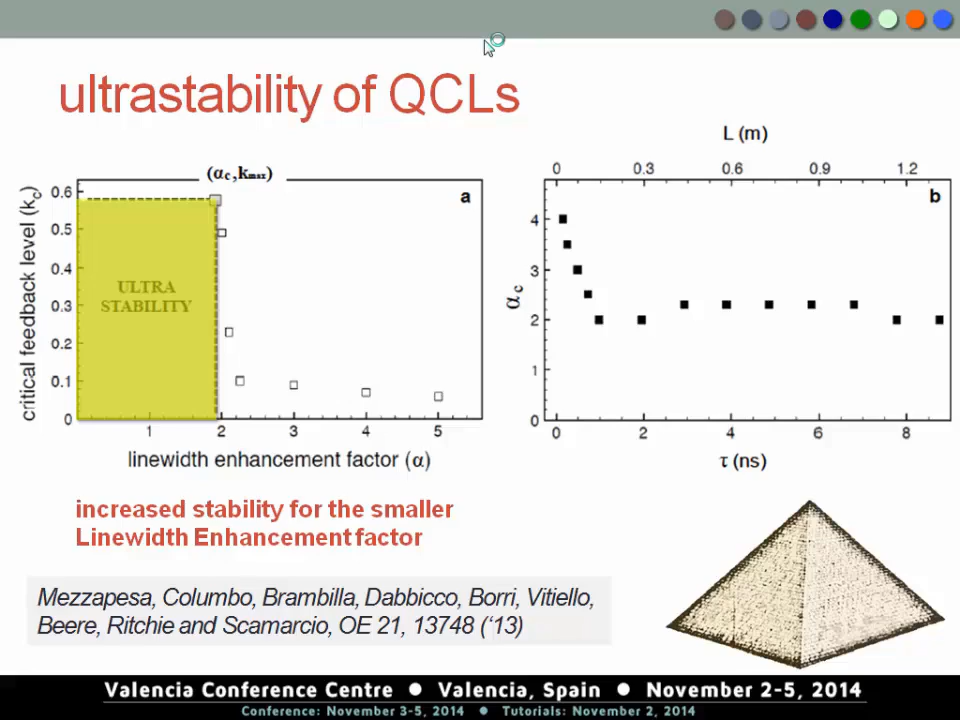 ultrastability of QCLs
(αc,kmax)
a
critical feedback level (kc)
0.6
0.5
0.4
0.3
0.2
0.1
0
ULTRA
STABILITY
1 2 3 4 5
linewidth enhancement factor (α)
L (m)
0 0.3 0.6 0.9 1.2
b
αc
4
3
2
1
0
0 2 4 6 8
τ (ns)
increased stability for the smaller
Linewidth Enhancement factor
Mezzapesa, Columbo, Brambilla, Dabbicco, Borri, Vitiello,
Beere, Ritchie and Scamarcio, OE 21, 13748 (‘13)
Valencia Conference Centre ● Valencia, Spain ● November 2-5, 2014
Conference: November 3-5, 2014 ● Tutorials: November 2, 2014